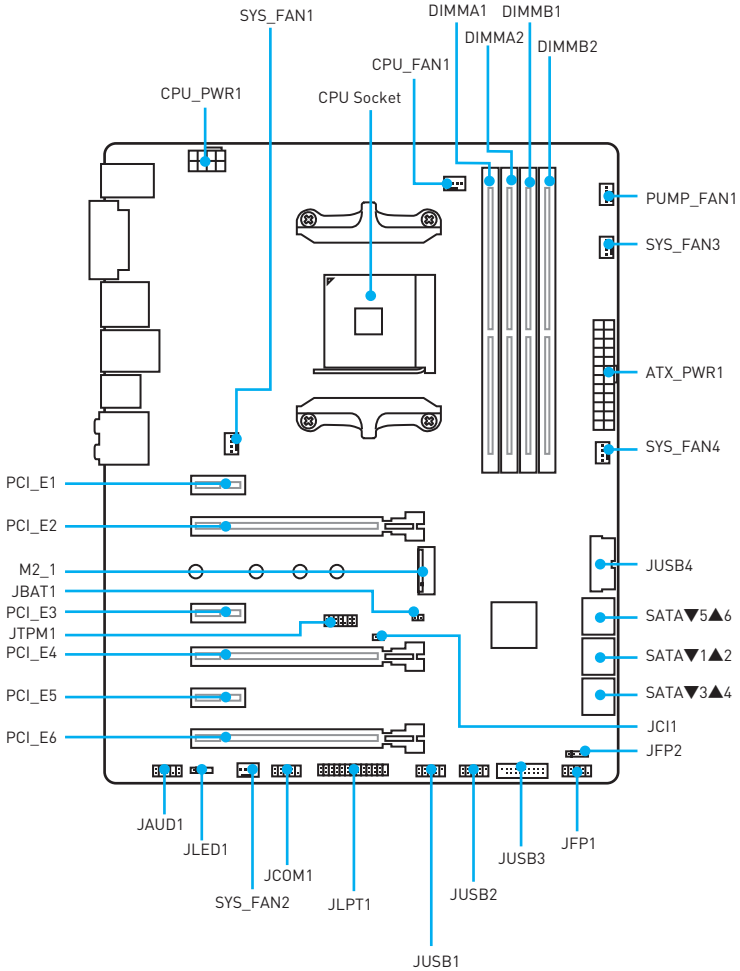 SYS_FAN1
DIMMA1
DIMMB1
DIMMA2
DIMMB2
CPU_FAN1
CPU_PWR1
CPU Socket
PUMP_FAN1
SYS_FAN3
ATX_PWR1
SYS_FAN4
PCI_E1
PCI_E2
M2_1
JUSB4
JBAT1
PCI_E3
SATA▼5▲6
JTPM1
PCI_E4
SATA▼1▲2
PCI_E5
SATA▼3▲4
JCI1
PCI_E6
JFP2
JAUD1
JLED1
JFP1
JUSB3
JCOM1
JUSB2
SYS_FAN2
JLPT1
JUSB1